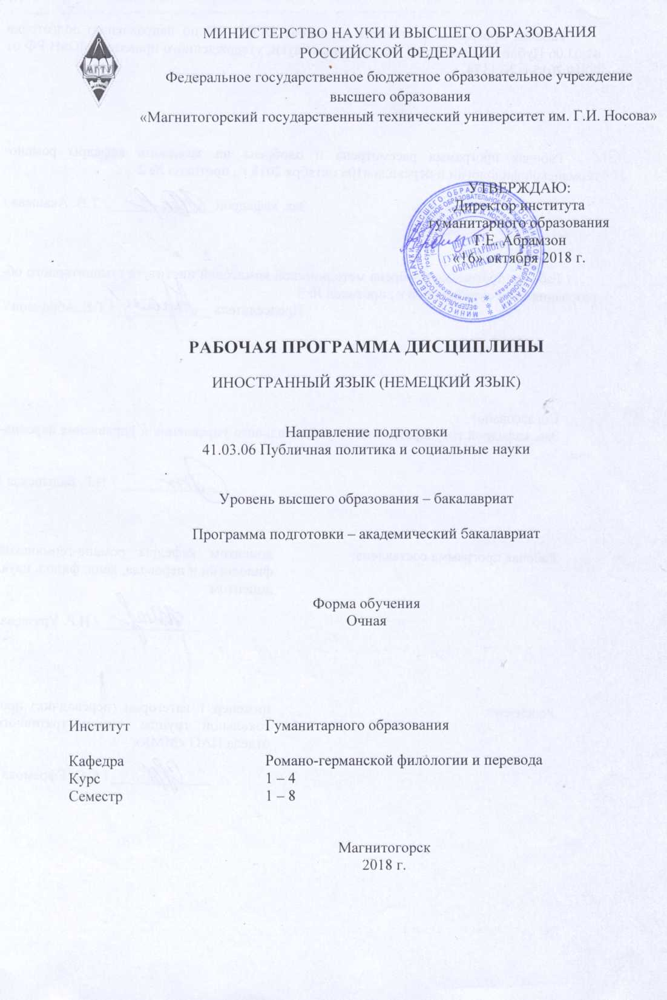 МИНИСТЕРСТВО НАУКИ И ВЫСШЕГО ОБРАЗОВАНИЯ
РОССИЙСКОЙ ФЕДЕРАЦИИ
Федеральное государственное бюджетное образовательное учреждение
высшего образования
«Магнитогорский государственный технический университет им. Г.И. Носова»
МГТУ
УТВЕРЖДАЮ:
Директор института
гуманитарного образования
Г.Е. Абрамзон
«16» октября 2018 г.
ИНСТИТУТ
ГУМАНИТАРНОГО
ОБРАЗОВАНИЯ
РАБОЧАЯ ПРОГРАММА ДИСЦИПЛИНЫ
ИНОСТРАННЫЙ ЯЗЫК (НЕМЕЦКИЙ ЯЗЫК)
Направление подготовки
41.03.06 Публичная политика и социальные науки
Уровень высшего образования – бакалавриат
Программа подготовки – академический бакалавриат
Форма обучения
Очная
Институт Гуманитарного образования
Кафедра Романо-германской филологии и перевода
Курс 1 – 4
Семестр 1 – 8
Магнитогорск
2018 г.